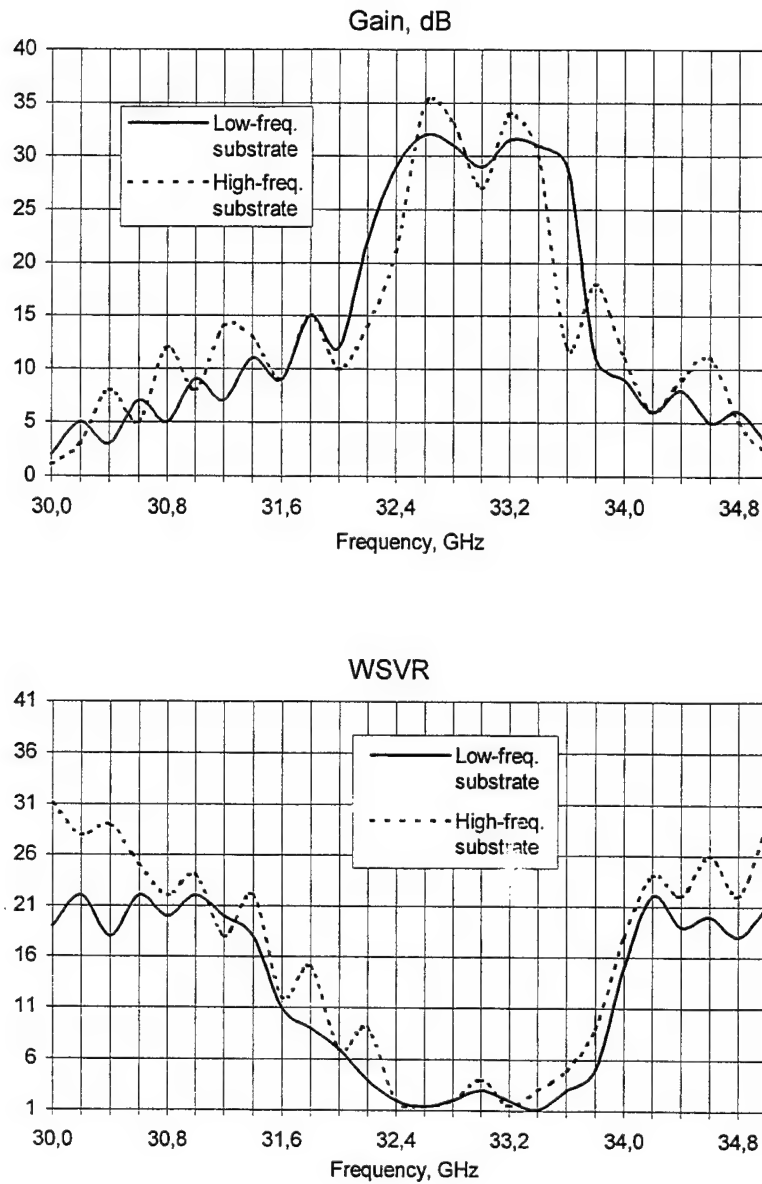 Gain, dB
40
35
30
25
20
15
10
5
0
Low-freq.
substrate
High-freq.
substrate
30,0 30,8 31,6 32,4 33,2 34,0 34,8
Frequency, GHz
WSVR
41
36
31
26
21
16
11
6
1
Low-freq.
substrate
High-freq.
substrate
30,0 30,8 31,6 32,4 33,2 34,0 34,8
Frequency, GHz